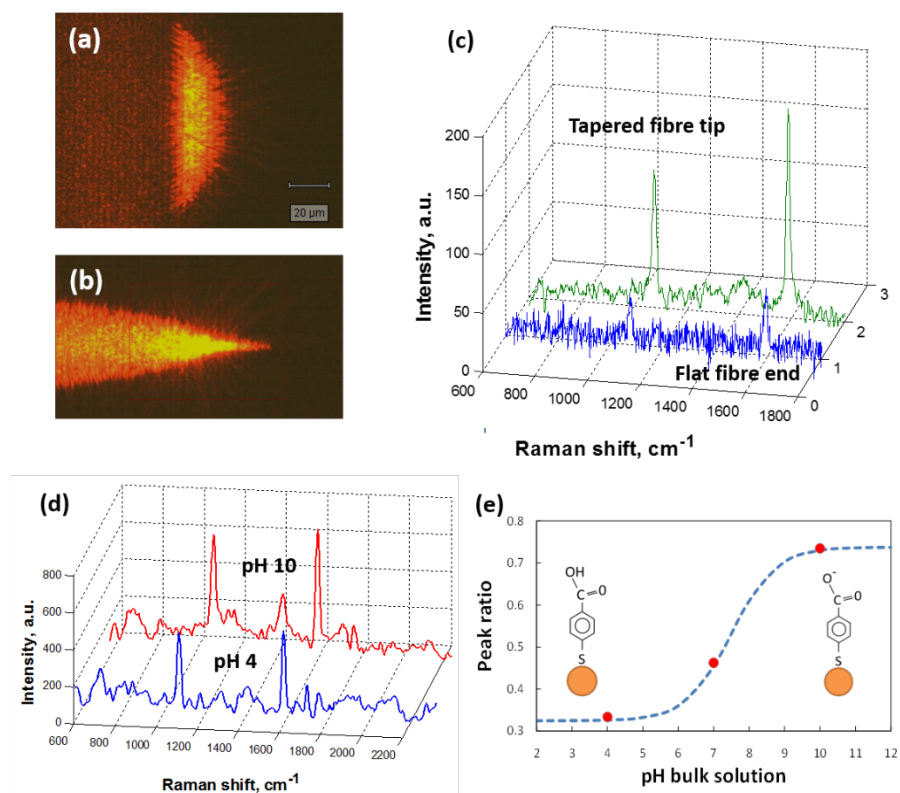 (a)
20 µm
(b)
(c)
Tapered fibre tip
Flat fibre end
Intensity, a.u.
200
150
100
50
0
600
800
1000
1200
1400
1600
1800
0
1
2
3
Raman shift, cm-1
(d)
pH 10
pH 4
Intensity, a.u.
800
600
400
200
0
600
800
1000
1200
1400
1600
1800
2000
2200
Raman shift, cm-1
(e)
Peak ratio
0.8
0.7
0.6
0.5
0.4
0.3
2
4
6
7
8
10
12
pH bulk solution
OH
C
O
S
O-
C
O
S